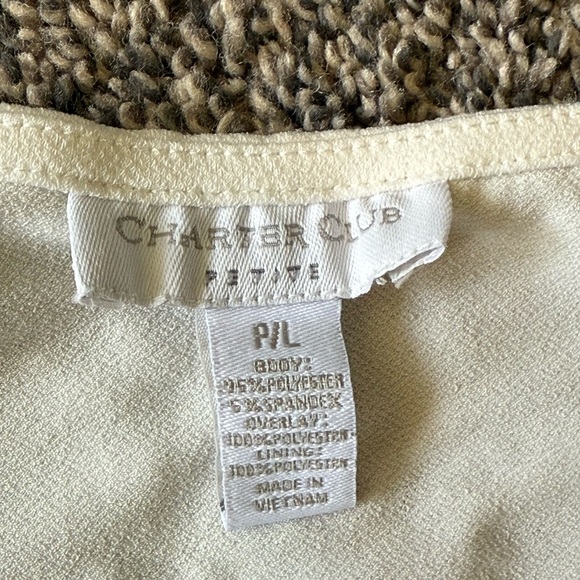 CHARTER CLUB
PETITE
P/L
BODY:
95%POLYESTER
5%SPANDEX
OVERLAY:
100%POLYESTER
LINING:
100%POLYESTER
MADE IN
VIETNAM